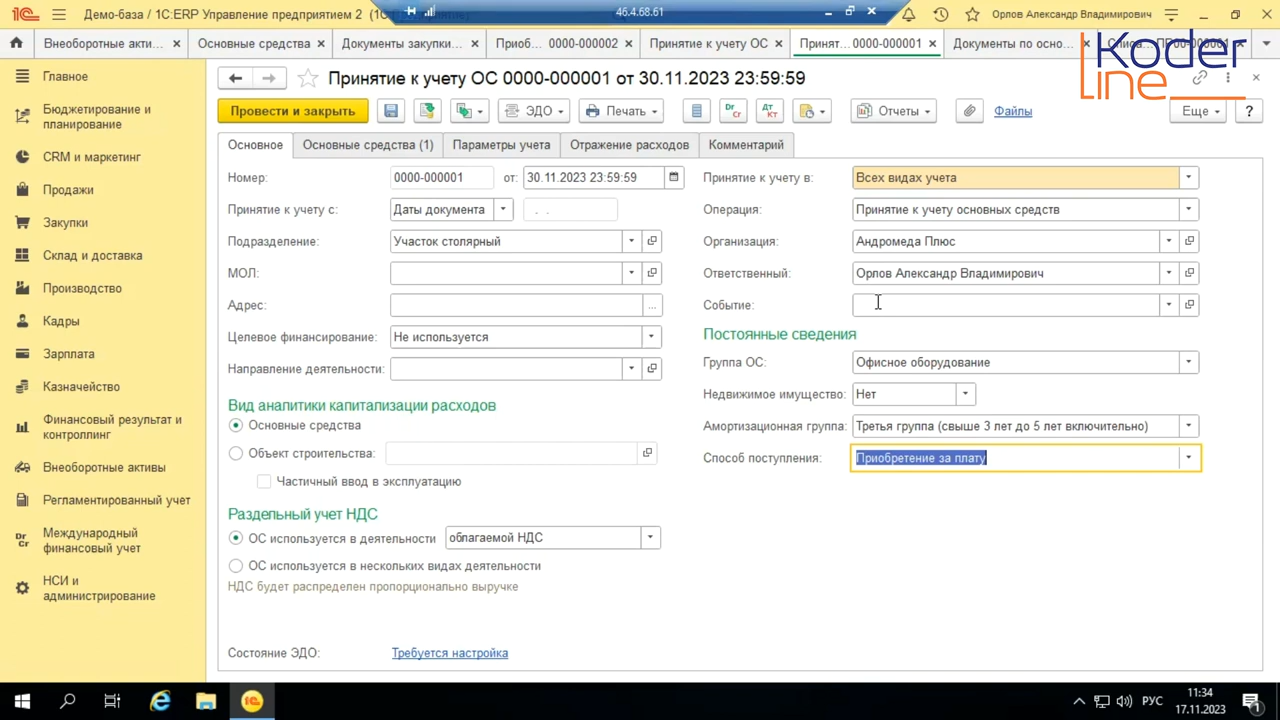 Демо-база / 1С:ERP Управление предприятием 2 (1С
46.4.68.61
Орлов Александр Владимирович
Внеоборотные акти...
Основные средства
Документы закупки...
Приоб... 0000-000002
Принятие к учету ОС
Принят... 0000-000001
Документы по осно...
Koder
line
Главное
Бюджетирование и
планирование
CRM и маркетинг
Продажи
Закупки
Склад и доставка
Производство
Кадры
Зарплата
Казначейство
Финансовый результат и
контроллинг
Внеоборотные активы
Регламентированный учет
Международный
финансовый учет
НСИ и
администрирование
Принятие к учету ОС 0000-000001 от 30.11.2023 23:59:59
Провести и закрыть
ЭДО
Печать
Dr
Cr
Дт
Кт
Отчеты
Файлы
Еще
?
Основное
Основные средства (1)
Параметры учета
Отражение расходов
Комментарий
Номер: 0000-000001 от: 30.11.2023 23:59:59
Принятие к учету с: Даты документа . .
Подразделение: Участок столярный
МОЛ:
Адрес:
Целевое финансирование: Не используется
Направление деятельности:
Вид аналитики капитализации расходов
Основные средства
Объект строительства:
Частичный ввод в эксплуатацию
Раздельный учет НДС
ОС используется в деятельности облагаемой НДС
ОС используется в нескольких видах деятельности
НДС будет распределен пропорционально выручке
Состояние ЭДО: Требуется настройка
Принятие к учету в: Всех видах учета
Операция: Принятие к учету основных средств
Организация: Андромеда Плюс
Ответственный: Орлов Александр Владимирович
Событие:
Постоянные сведения
Группа ОС: Офисное оборудование
Недвижимое имущество: Нет
Амортизационная группа: Третья группа (свыше 3 лет до 5 лет включительно)
Способ поступления: Приобретение за плату
РУС
11:34
17.11.2023
1